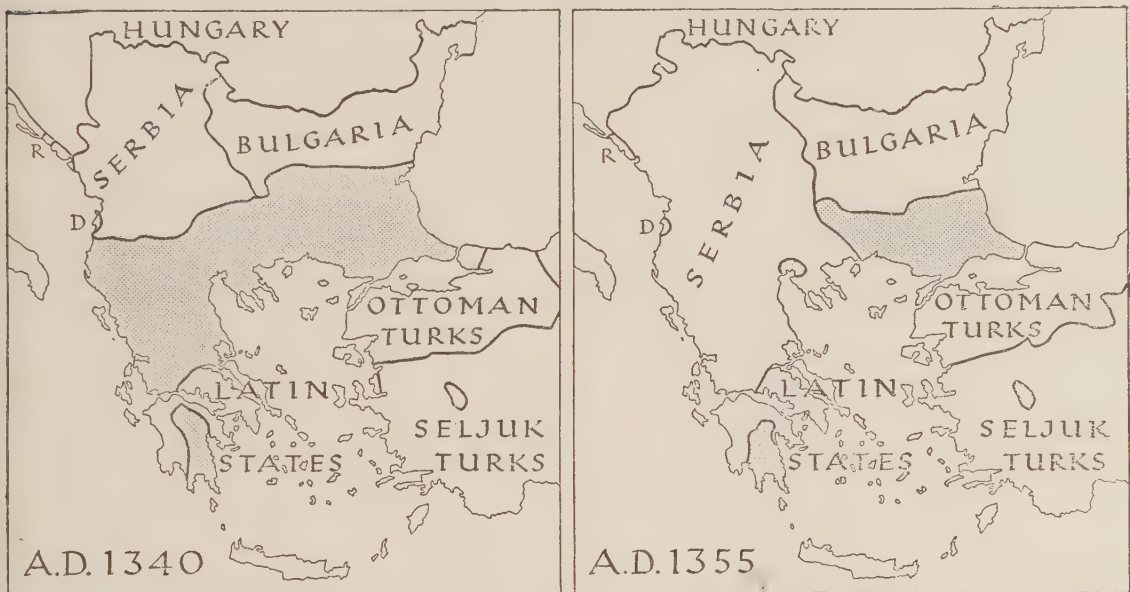 HUNGARY
SERBIA
BULGARIA
R
D
OTTOMAN
TURKS
LATIN
STATES
SELJUK
TURKS
A.D. 1340
HUNGARY
SERBIA
BULGARIA
R
D
OTTOMAN
TURKS
LATIN
STATES
SELJUK
TURKS
A.D. 1355